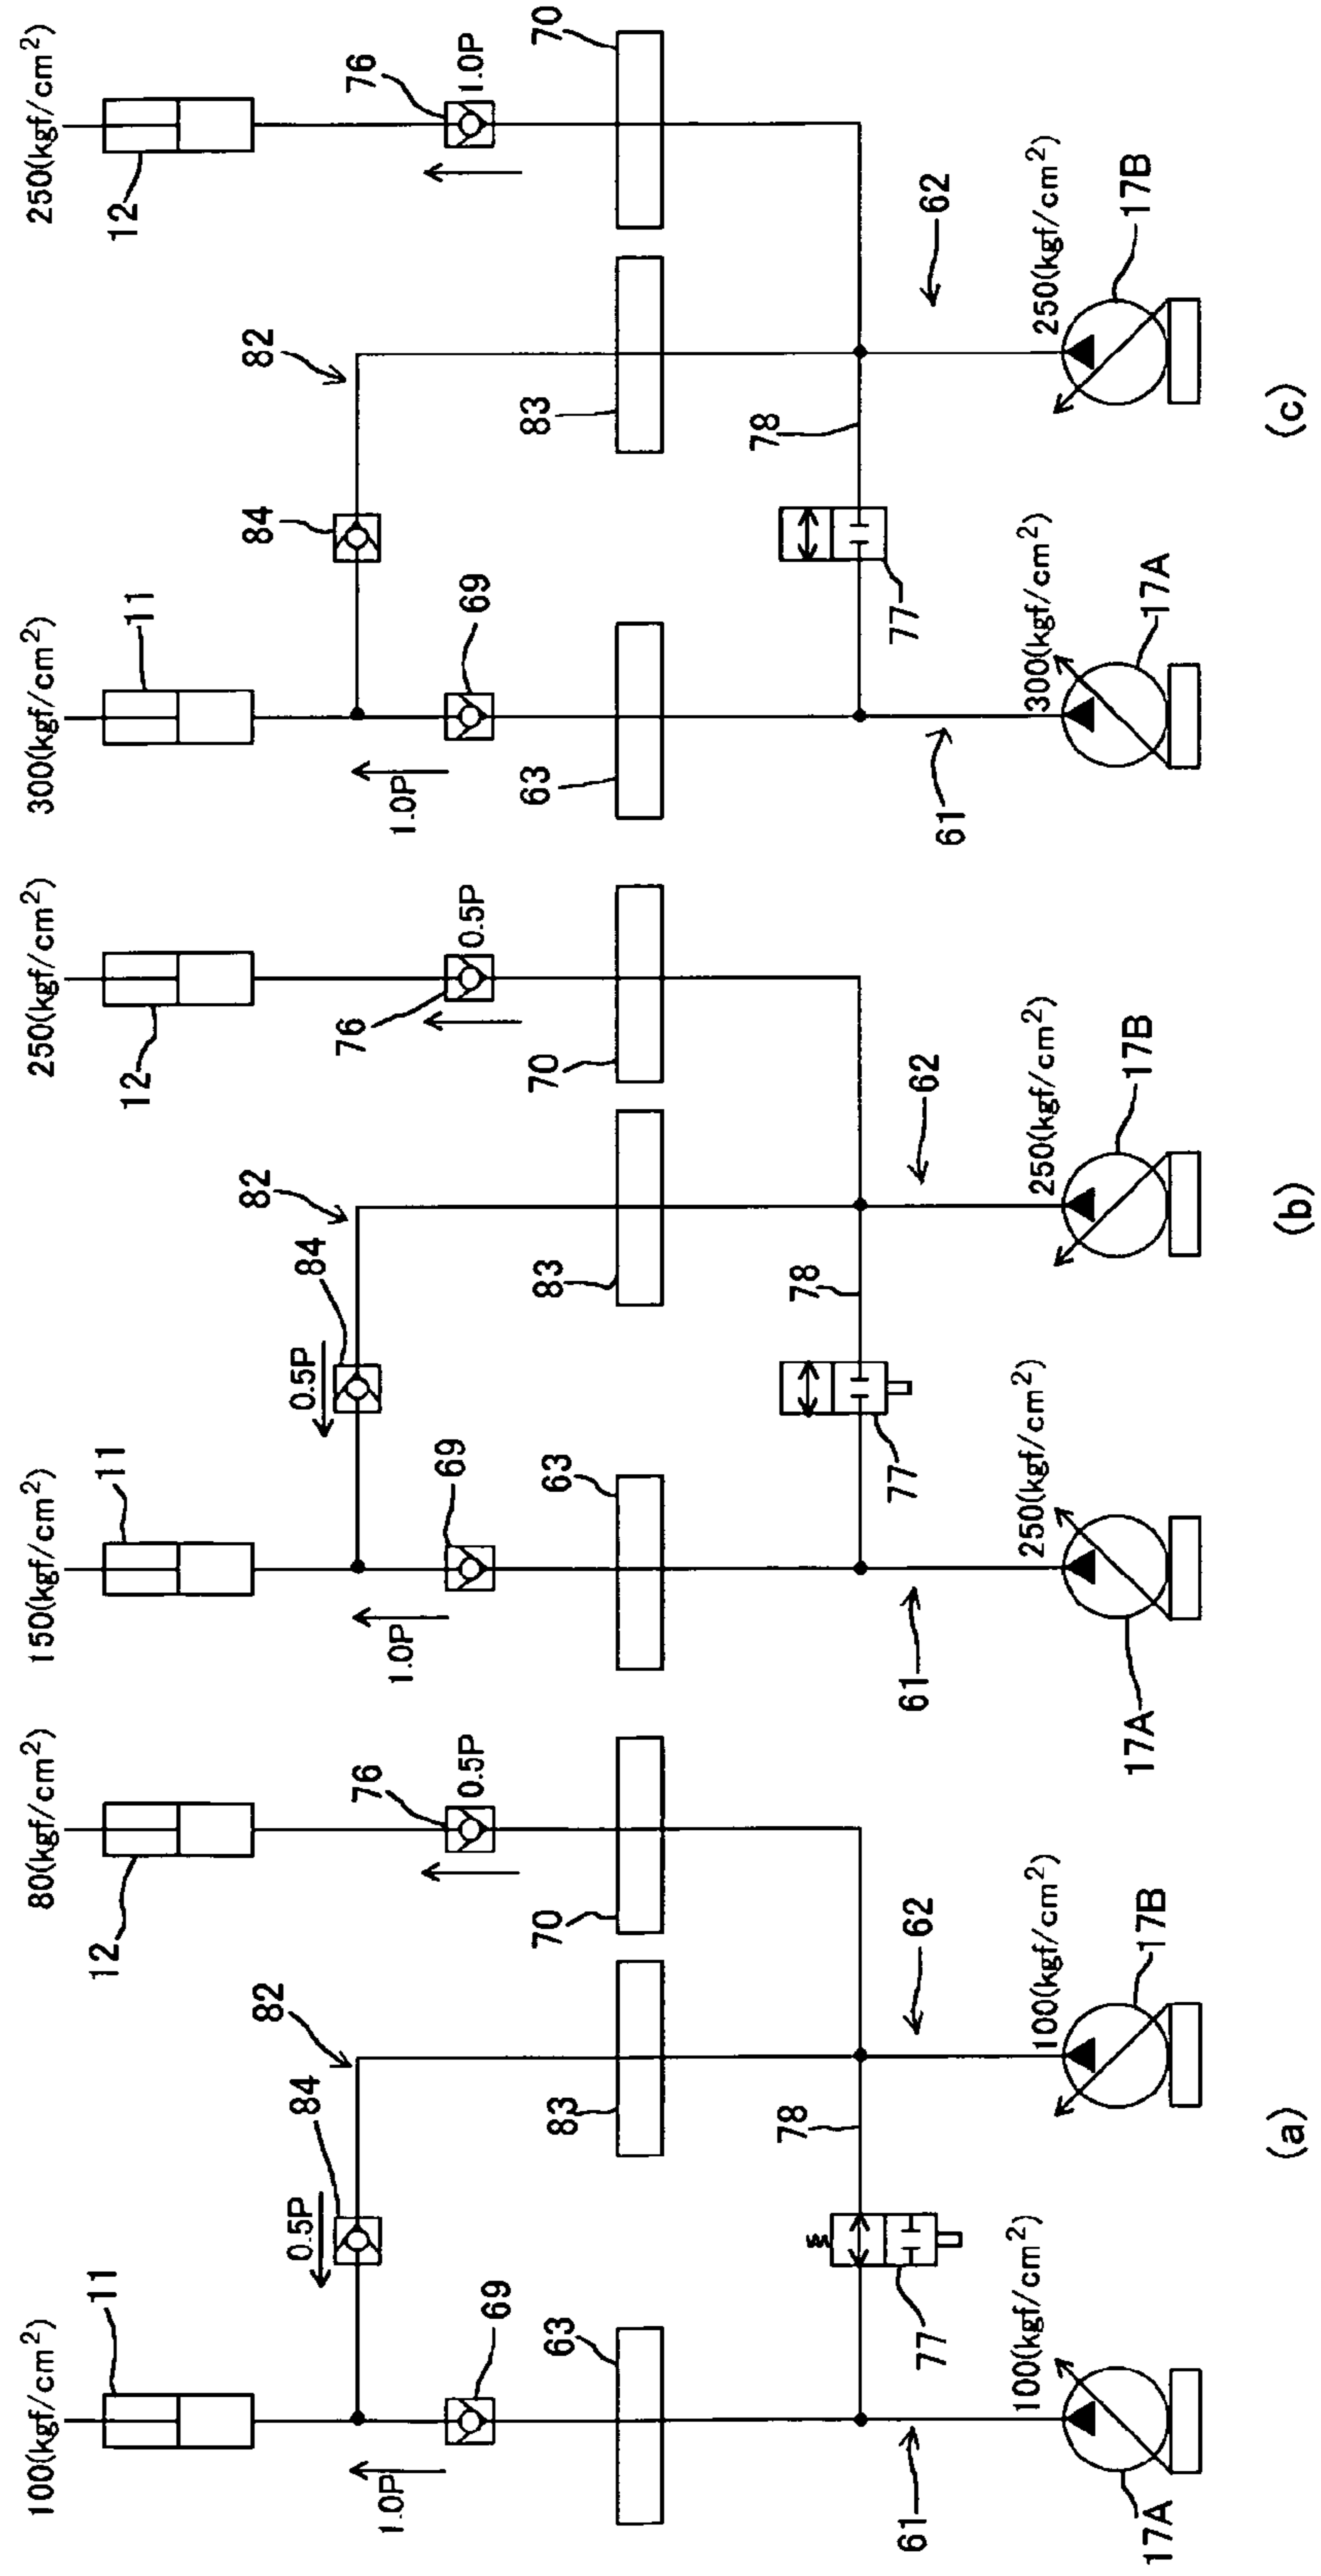 100(kgf/cm²)
80(kgf/cm²)
11
12
82
84
0.5P
76
0.5P
69
1.0P
63
83
70
78
77
61
62
100(kgf/cm²)
100(kgf/cm²)
17A
17B
(a)
150(kgf/cm²)
250(kgf/cm²)
11
12
82
84
0.5P
76
0.5P
69
1.0P
63
83
70
78
77
61
62
250(kgf/cm²)
250(kgf/cm²)
17A
17B
(b)
300(kgf/cm²)
250(kgf/cm²)
11
12
82
84
76
1.0P
69
1.0P
63
83
70
78
77
61
62
300(kgf/cm²)
250(kgf/cm²)
17A
17B
(c)